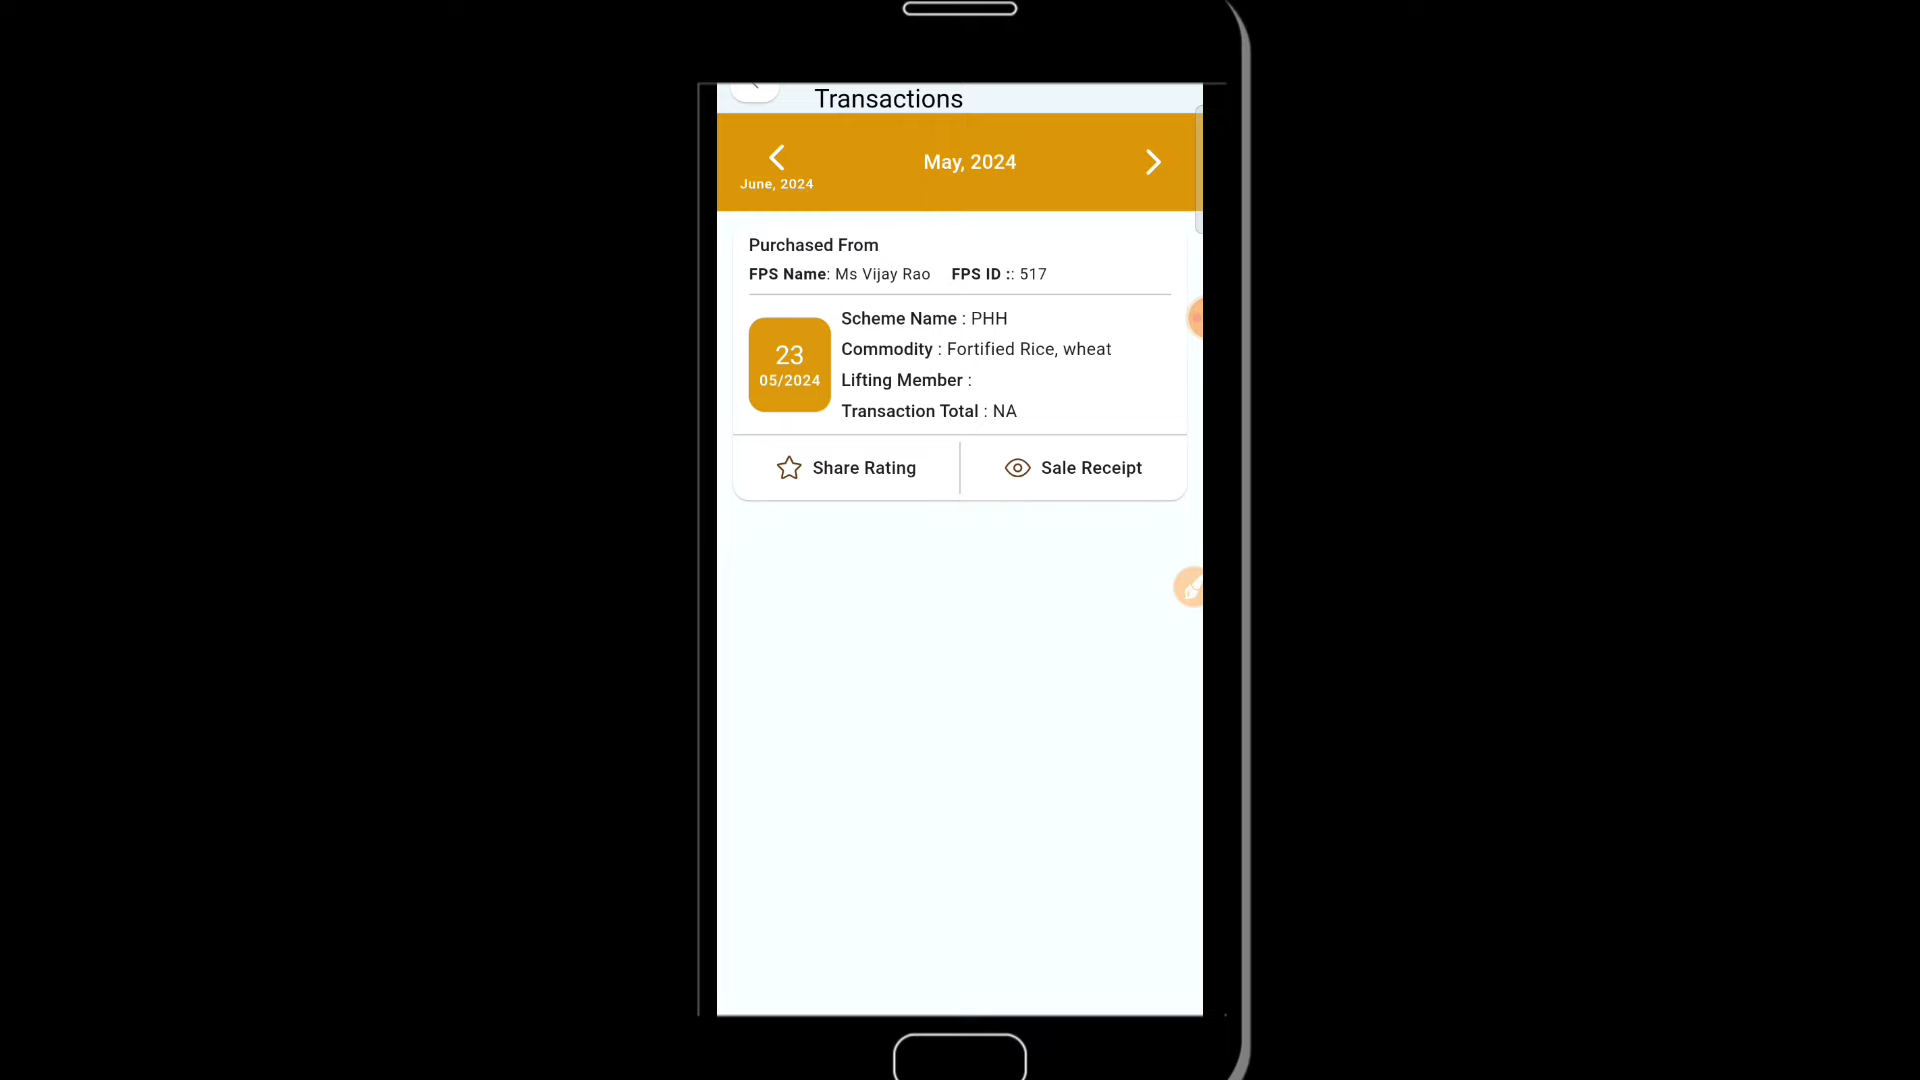 Transactions
May, 2024
June, 2024
Purchased From
FPS Name: Ms Vijay Rao FPS ID :: 517
23
05/2024
Scheme Name : PHH
Commodity : Fortified Rice, wheat
Lifting Member :
Transaction Total : NA
Share Rating
Sale Receipt